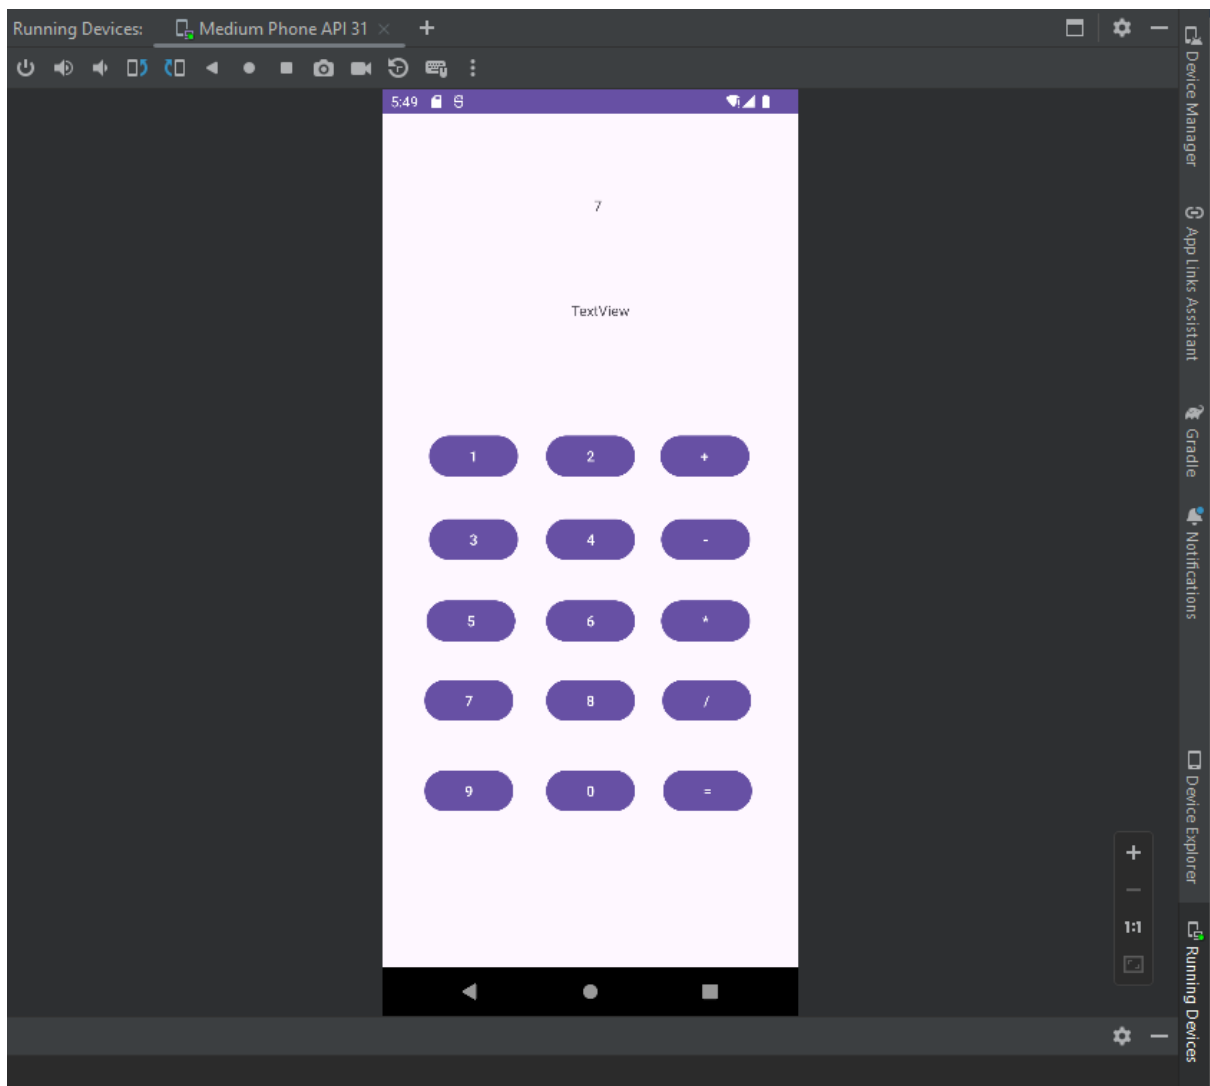 Running Devices: Medium Phone API 31
5:49
7
TextView
1 2 +
3 4 -
5 6 *
7 8 /
9 0 =
1:1
Device Manager
App Links Assistant
Gradle
Notifications
Device Explorer
Running Devices